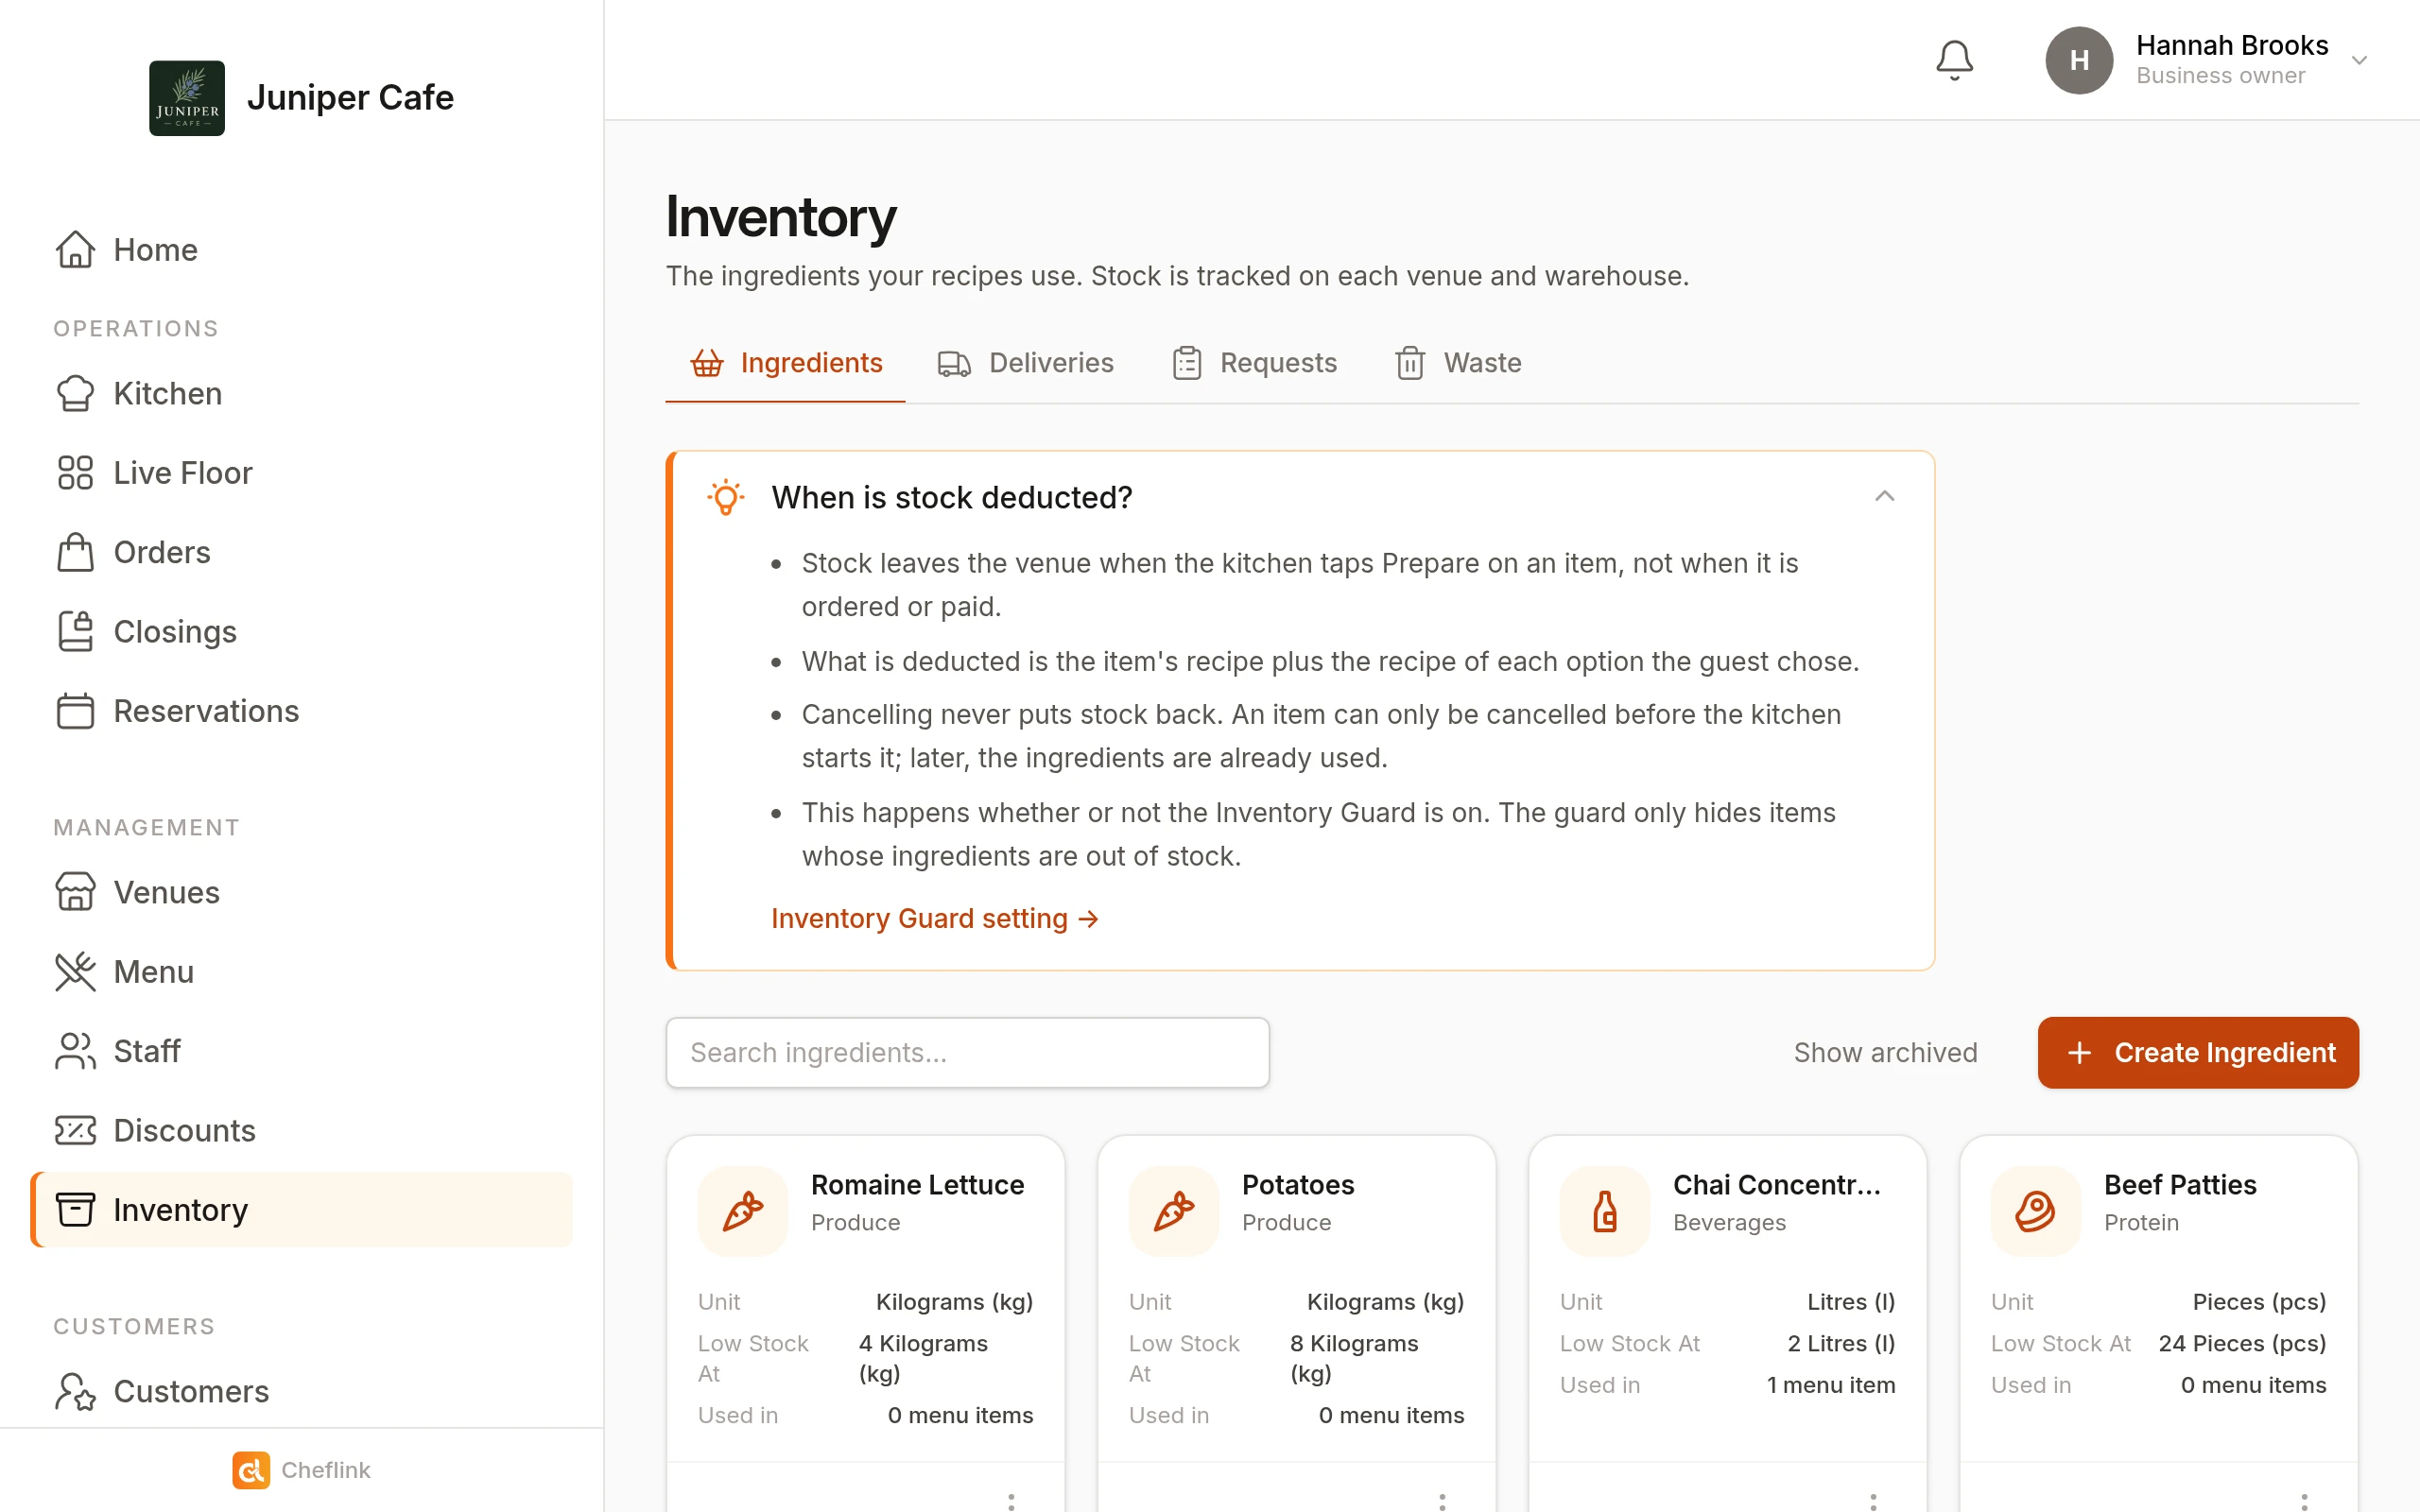 JUNIPER
CAFE
Juniper Cafe
Hannah Brooks
H
Business owner
Home
OPERATIONS
Kitchen
Live Floor
Orders
Closings
Reservations
MANAGEMENT
Venues
Menu
Staff
Discounts
Inventory
CUSTOMERS
Customers
Cheflink
Inventory
The ingredients your recipes use. Stock is tracked on each venue and warehouse.
Ingredients
Deliveries
Requests
Waste
When is stock deducted?
• Stock leaves the venue when the kitchen taps Prepare on an item, not when it is
ordered or paid.
• What is deducted is the item's recipe plus the recipe of each option the guest chose.
• Cancelling never puts stock back. An item can only be cancelled before the kitchen
starts it; later, the ingredients are already used.
• This happens whether or not the Inventory Guard is on. The guard only hides items
whose ingredients are out of stock.
Inventory Guard setting →
Search ingredients...
Show archived
+ Create Ingredient
Romaine Lettuce
Produce
Unit Kilograms (kg)
Low Stock 4 Kilograms
At (kg)
Used in 0 menu items
Potatoes
Produce
Unit Kilograms (kg)
Low Stock 8 Kilograms
At (kg)
Used in 0 menu items
Chai Concentr...
Beverages
Unit Litres (l)
Low Stock At 2 Litres (l)
Used in 1 menu item
Beef Patties
Protein
Unit Pieces (pcs)
Low Stock At 24 Pieces (pcs)
Used in 0 menu items